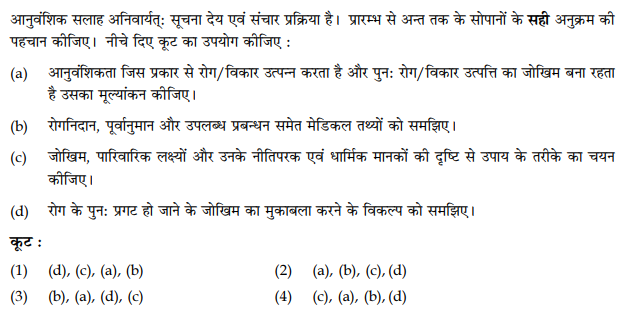 आनुवंशिक सलाह अनिवार्यत: सूचना देय एवं संचार प्रक्रिया है। प्रारम्भ से अन्त तक के सोपानों के सही अनुक्रम की
पहचान कीजिए। नीचे दिए कूट का उपयोग कीजिए :
(a) आनुवंशिकता जिस प्रकार से रोग/विकार उत्पन्न करता है और पुन: रोग/विकार उत्पत्ति का जोखिम बना रहता
है उसका मूल्यांकन कीजिए।
(b) रोगनिदान, पूर्वानुमान और उपलब्ध प्रबन्धन समेत मेडिकल तथ्यों को समझिए।
(c) जोखिम, पारिवारिक लक्ष्यों और उनके नीतिपरक एवं धार्मिक मानकों की दृष्टि से उपाय के तरीके का चयन
कीजिए।
(d) रोग के पुन: प्रगट हो जाने के जोखिम का मुकाबला करने के विकल्प को समझिए।
कूट :
(1) (d), (c), (a), (b) (2) (a), (b), (c), (d)
(3) (b), (a), (d), (c) (4) (c), (a), (b), (d)